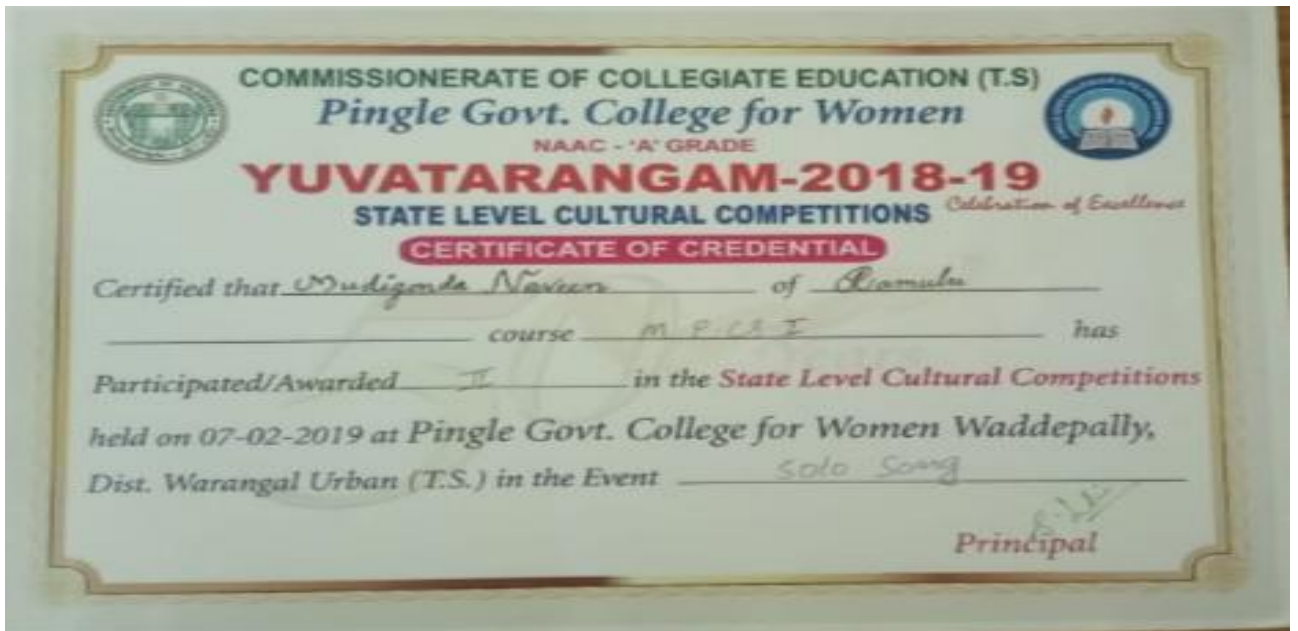 COMMISSIONERATE OF COLLEGIATE EDUCATION (T.S)
Pingle Govt. College for Women
NAAC - 'A' GRADE
YUVATARANGAM-2018-19
STATE LEVEL CULTURAL COMPETITIONS Celebration of Excellence
CERTIFICATE OF CREDENTIAL
Certified that Mudigonda Naveen of Ramulu
course M P CS I has
Participated/Awarded II in the State Level Cultural Competitions
held on 07-02-2019 at Pingle Govt. College for Women Waddepally,
Dist. Warangal Urban (T.S.) in the Event Solo Song
Principal